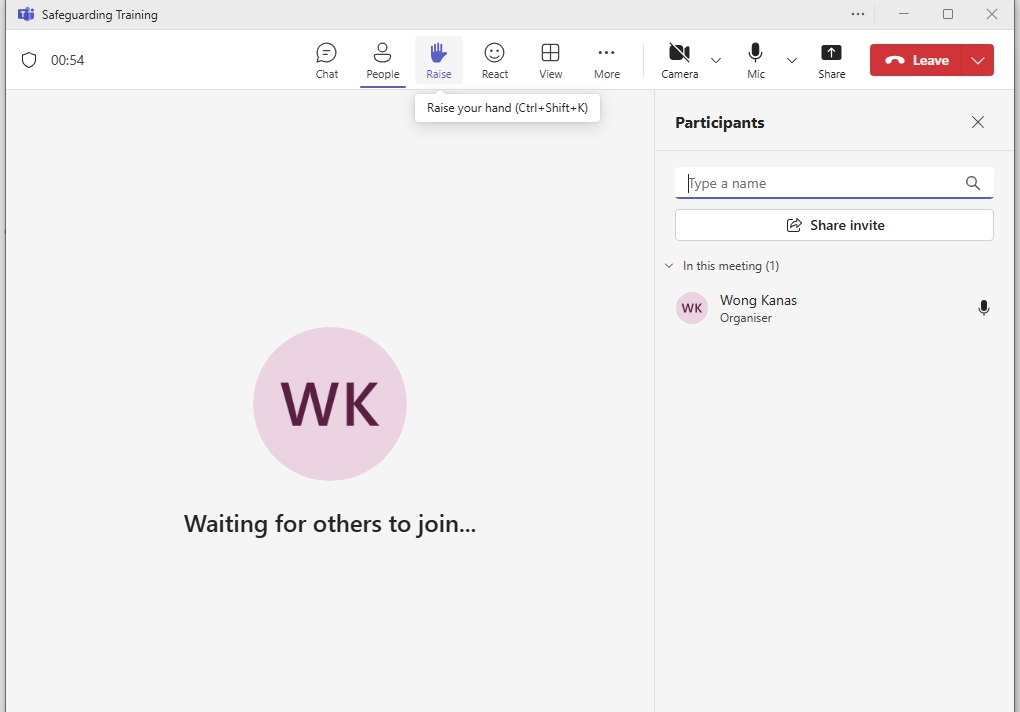 Safeguarding Training
00:54
Chat
People
Raise
React
View
More
Camera
Mic
Share
Leave
Raise your hand (Ctrl+Shift+K)
Participants
Type a name
Share invite
In this meeting (1)
WK
Wong Kanas
Organiser
WK
Waiting for others to join...